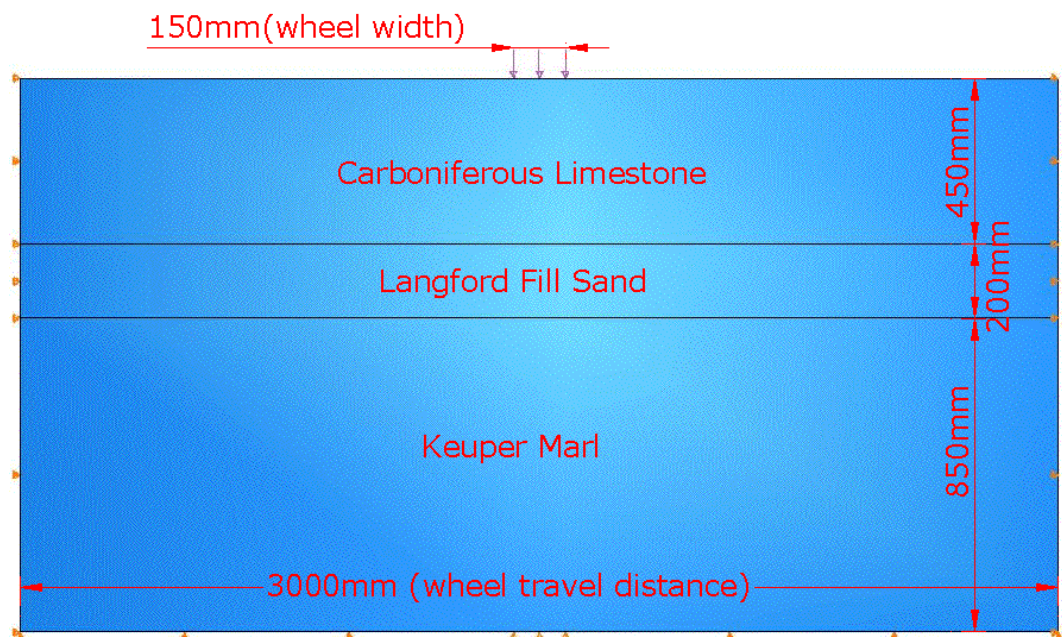 150mm(wheel width)
Carboniferous Limestone
450mm
Langford Fill Sand
200mm
Keuper Marl
850mm
3000mm (wheel travel distance)